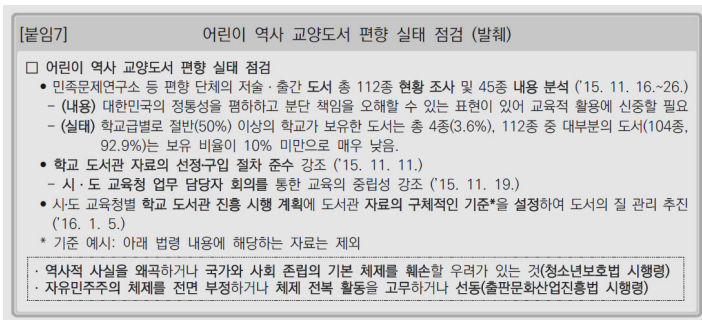 [붙임7] 어린이 역사 교양도서 편향 실태 점검 (발췌)
□ 어린이 역사 교양도서 편향 실태 점검
• 민족문제연구소 등 편향 단체의 저술·출간 도서 총 112종 현황 조사 및 45종 내용 분석 ('15. 11. 16.~26.)
- (내용) 대한민국의 정통성을 폄하하고 분단 책임을 오해할 수 있는 표현이 있어 교육적 활용에 신중할 필요
- (실태) 학교급별로 절반(50%) 이상의 학교가 보유한 도서는 총 4종(3.6%), 112종 중 대부분의 도서(104종,
92.9%)는 보유 비율이 10% 미만으로 매우 낮음.
• 학교 도서관 자료의 선정·구입 절차 준수 강조 ('15. 11. 11.)
- 시·도 교육청 업무 담당자 회의를 통한 교육의 중립성 강조 ('15. 11. 19.)
• 시·도 교육청별 학교 도서관 진흥 시행 계획에 도서관 자료의 구체적인 기준*을 설정하여 도서의 질 관리 추진
('16. 1. 5.)
* 기준 예시: 아래 법령 내용에 해당하는 자료는 제외
· 역사적 사실을 왜곡하거나 국가와 사회 존립의 기본 체제를 훼손할 우려가 있는 것(청소년보호법 시행령)
· 자유민주주의 체제를 전면 부정하거나 체제 전복 활동을 고무하거나 선동(출판문화산업진흥법 시행령)